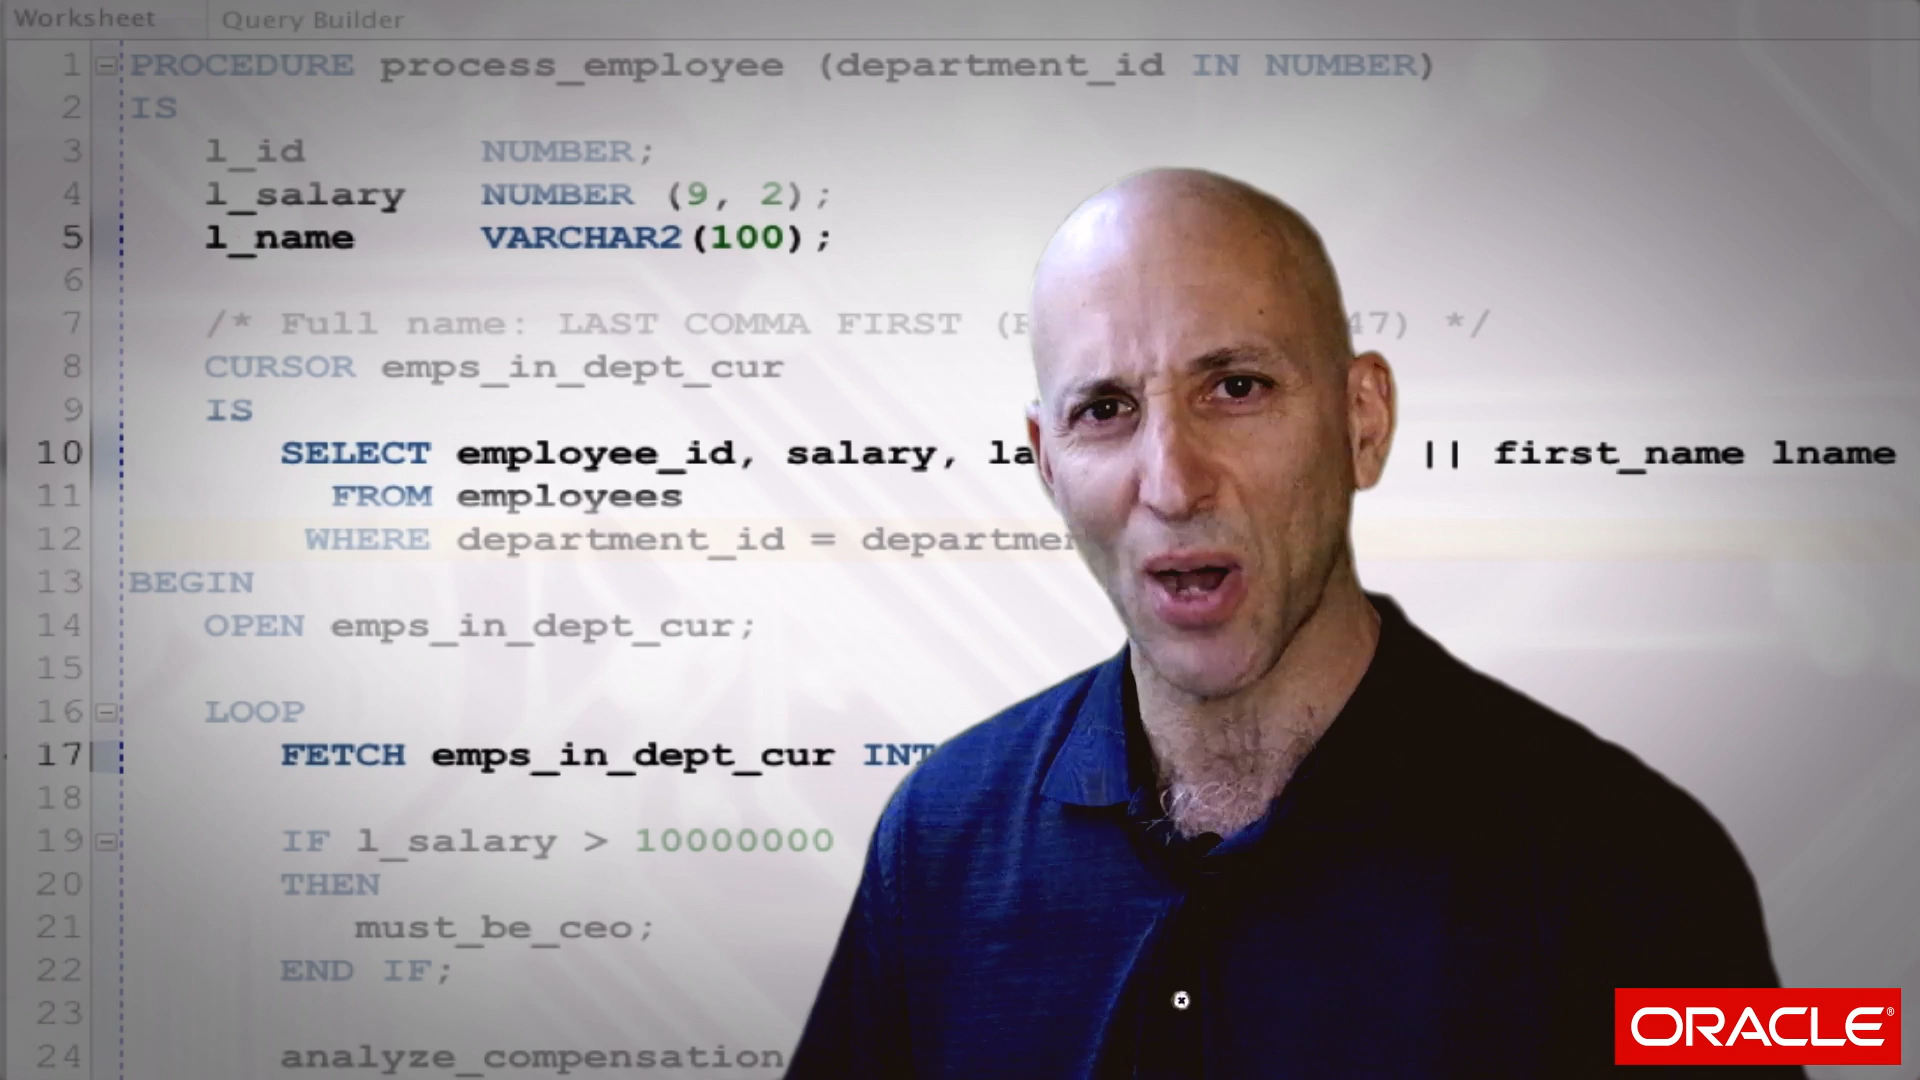 Worksheet Query Builder
1 PROCEDURE process_employee (department_id IN NUMBER)
2 IS
3 l_id NUMBER;
4 l_salary NUMBER (9, 2);
5 l_name VARCHAR2(100);
6
7 /* Full name: LAST COMMA FIRST ( 47) */
8 CURSOR emps_in_dept_cur
9 IS
10 SELECT employee_id, salary, || first_name lname
11 FROM employees
12 WHERE department_id =
13 BEGIN
14 OPEN emps_in_dept_cur;
15
16 LOOP
17 FETCH emps_in_dept_cur
18
19 IF l_salary > 10000000
20 THEN
21 must_be_ceo;
22 END IF;
23
24 analyze_compensation
ORACLE®